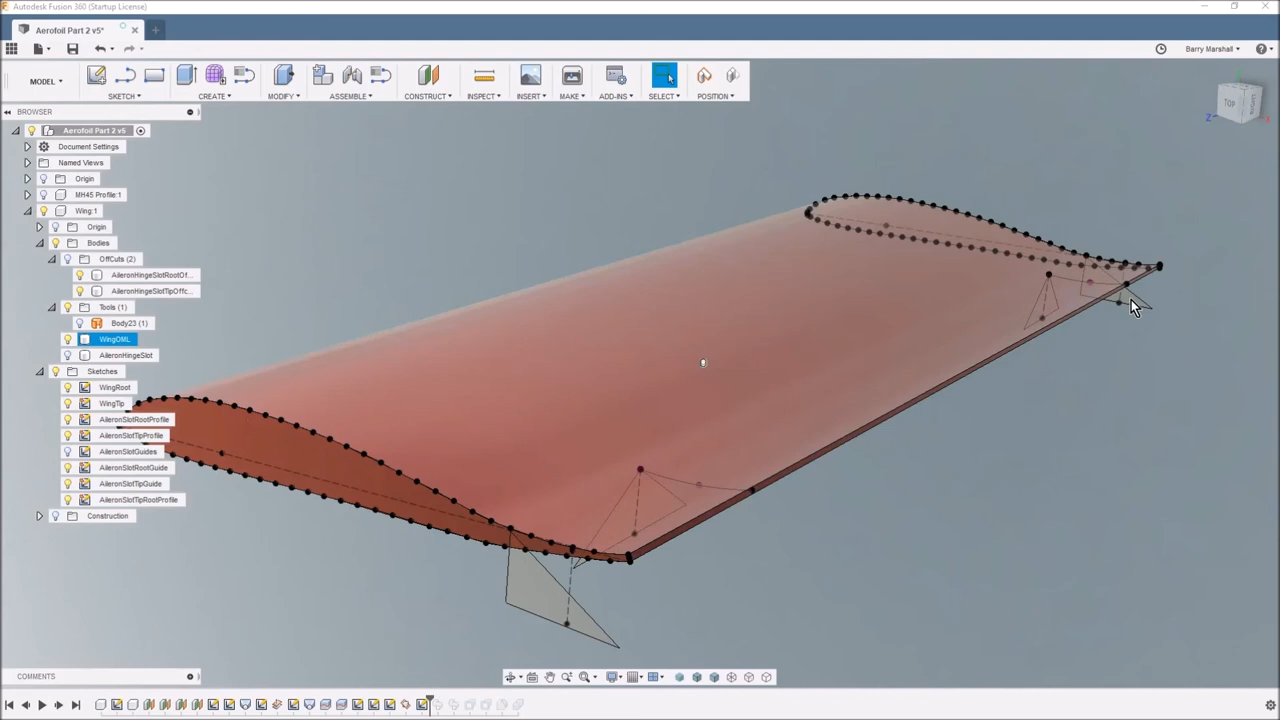 Autodesk Fusion 360 (Startup License)
Aerofoil Part 2 v5*
Barry Marshall
MODEL
SKETCH
CREATE
MODIFY
ASSEMBLE
CONSTRUCT
INSPECT
INSERT
MAKE
ADD-INS
SELECT
POSITION
TOP
RIGHT
Z
X
BROWSER
Aerofoil Part 2 v5
Document Settings
Named Views
Origin
MH45 Profile:1
Wing:1
Origin
Bodies
OffCuts (2)
AileronHingeSlotRootOf...
AileronHingeSlotTipOffc...
Tools (1)
Body23 (1)
WingOML
AileronHingeSlot
Sketches
WingRoot
WingTip
AileronSlotRootProfile
AileronSlotTipProfile
AileronSlotGuides
AileronSlotRootGuide
AileronSlotTipGuide
AileronSlotTipRootProfile
Construction
COMMENTS